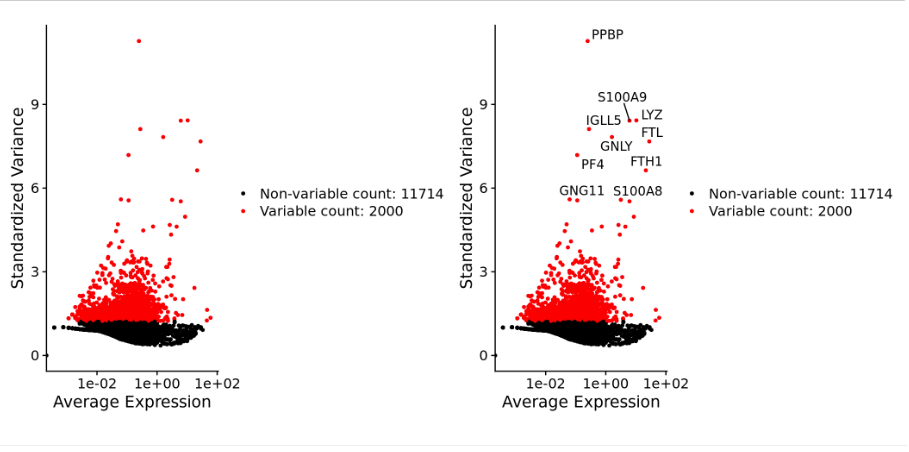 Standardized Variance
9
6
3
0
1e-02 1e+00 1e+02
Average Expression
Non-variable count: 11714
Variable count: 2000
Standardized Variance
9
6
3
0
PPBP
S100A9
IGLL5
LYZ
FTL
GNLY
PF4
FTH1
GNG11
S100A8
1e-02 1e+00 1e+02
Average Expression
Non-variable count: 11714
Variable count: 2000